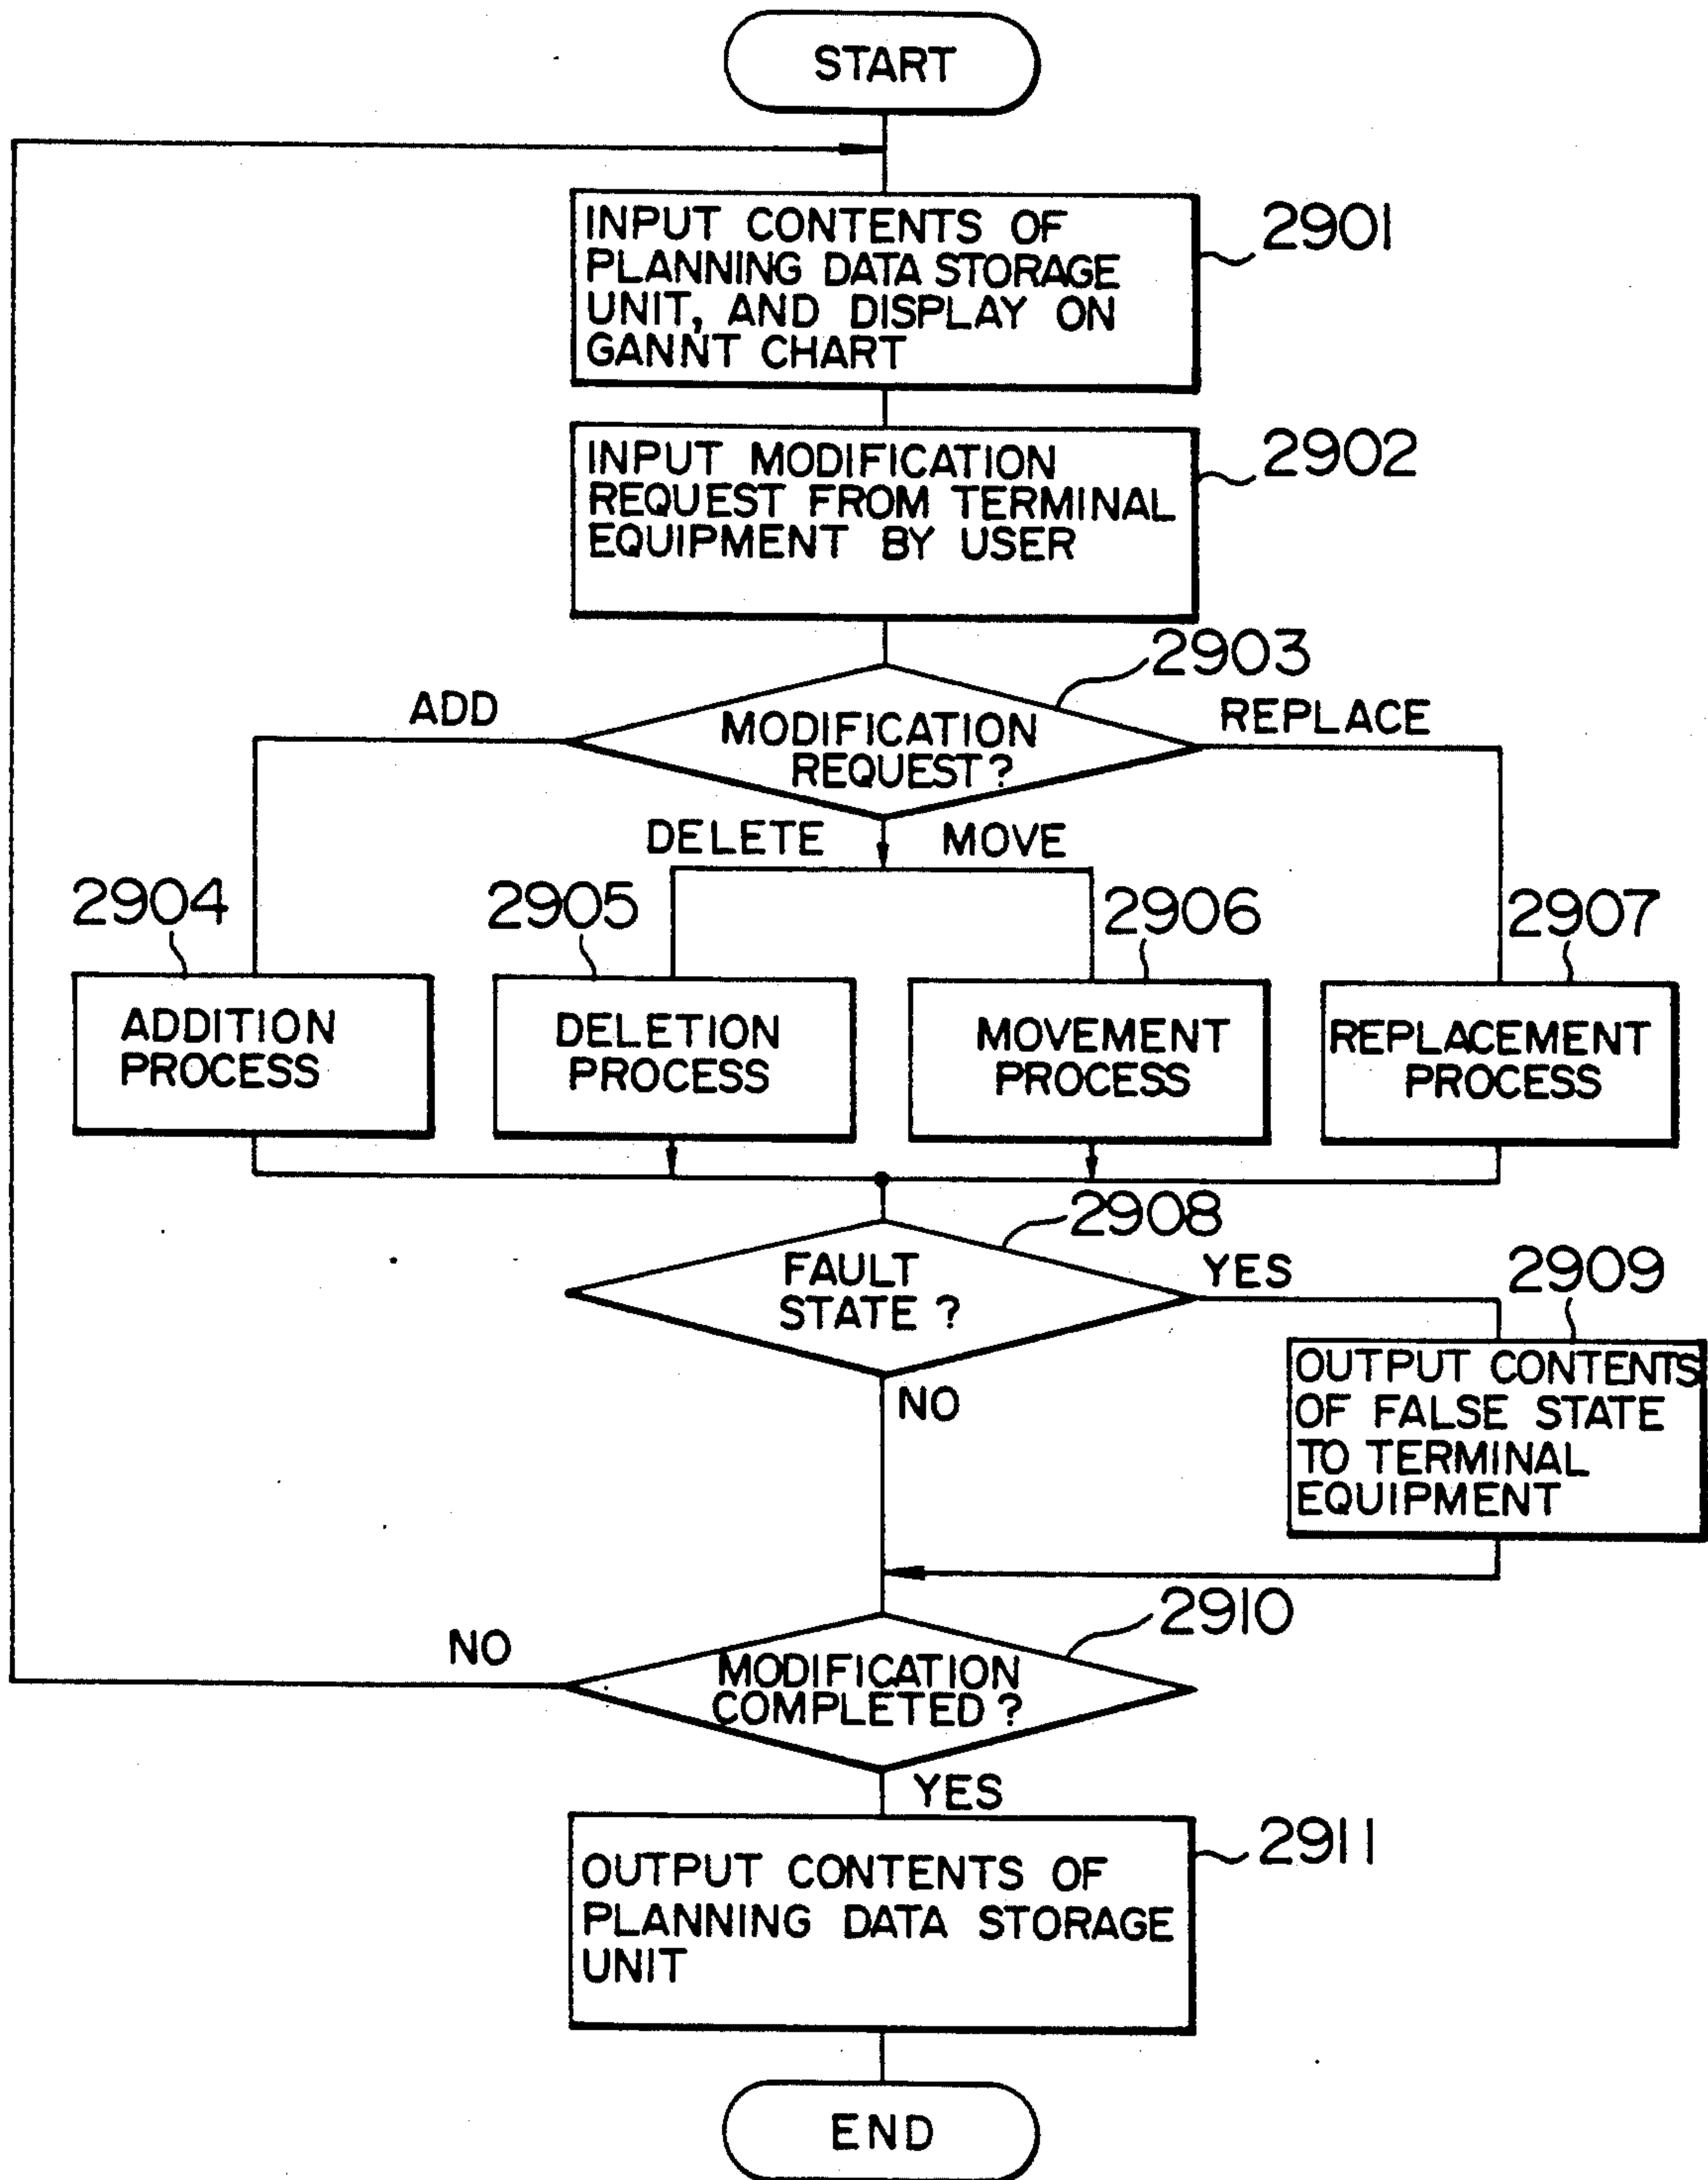 START
INPUT CONTENTS OF
PLANNING DATA STORAGE
UNIT, AND DISPLAY ON
GANNT CHART
2901
INPUT MODIFICATION
REQUEST FROM TERMINAL
EQUIPMENT BY USER
2902
2903
ADD
MODIFICATION
REQUEST?
REPLACE
DELETE
MOVE
2904
2905
2906
2907
ADDITION
PROCESS
DELETION
PROCESS
MOVEMENT
PROCESS
REPLACEMENT
PROCESS
2908
FAULT
STATE ?
YES
2909
NO
OUTPUT CONTENTS
OF FALSE STATE
TO TERMINAL
EQUIPMENT
2910
NO
MODIFICATION
COMPLETED ?
YES
2911
OUTPUT CONTENTS OF
PLANNING DATA STORAGE
UNIT
END